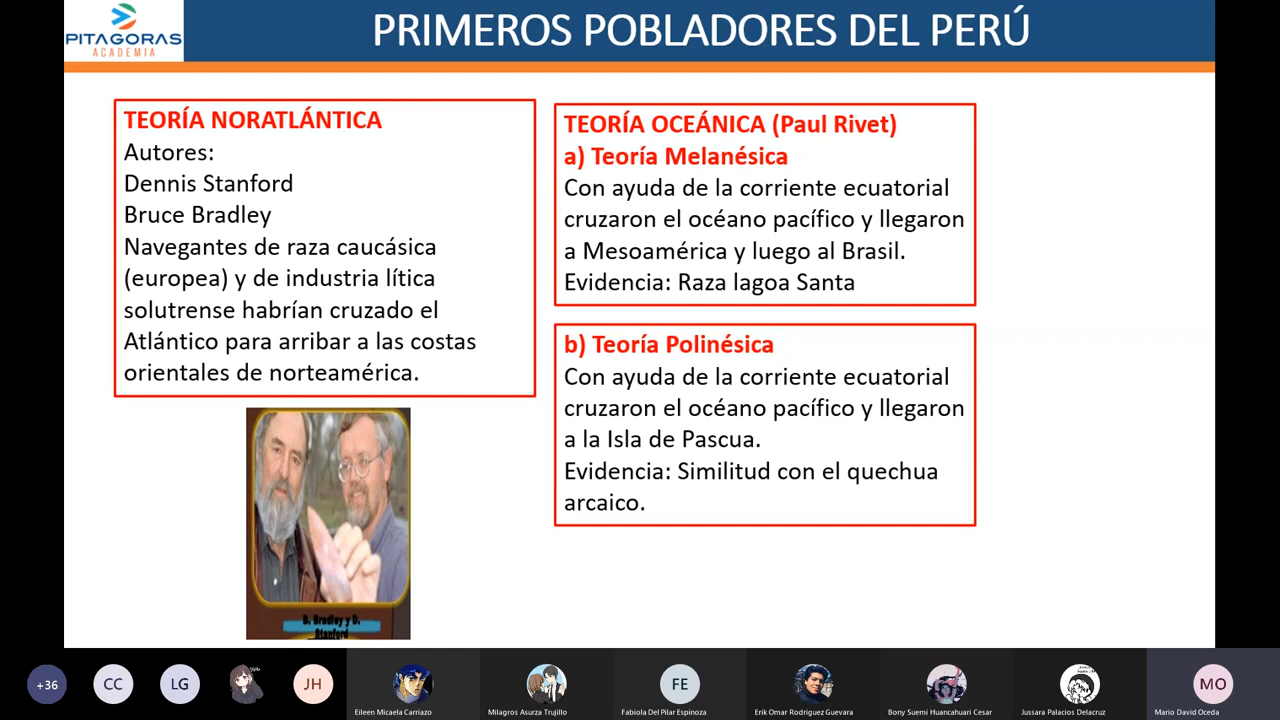 PITAGORAS
ACADEMIA
PRIMEROS POBLADORES DEL PERÚ
TEORÍA NORATLÁNTICA
Autores:
Dennis Stanford
Bruce Bradley
Navegantes de raza caucásica
(europea) y de industria lítica
solutrense habrían cruzado el
Atlántico para arribar a las costas
orientales de norteamérica.
B. Bradley y D.
Stanford
TEORÍA OCEÁNICA (Paul Rivet)
a) Teoría Melanésica
Con ayuda de la corriente ecuatorial
cruzaron el océano pacífico y llegaron
a Mesoamérica y luego al Brasil.
Evidencia: Raza lagoa Santa
b) Teoría Polinésica
Con ayuda de la corriente ecuatorial
cruzaron el océano pacífico y llegaron
a la Isla de Pascua.
Evidencia: Similitud con el quechua
arcaico.
+36
CC
LG
JH
Eileen Micaela Carriazo
Milagros Asurza Trujillo
FE
Fabiola Del Pilar Espinoza
Erik Omar Rodriguez Guevara
Bony Suemi Huancahuari Cesar
Jussara Palacios Delacruz
MO
Mario David Oceda